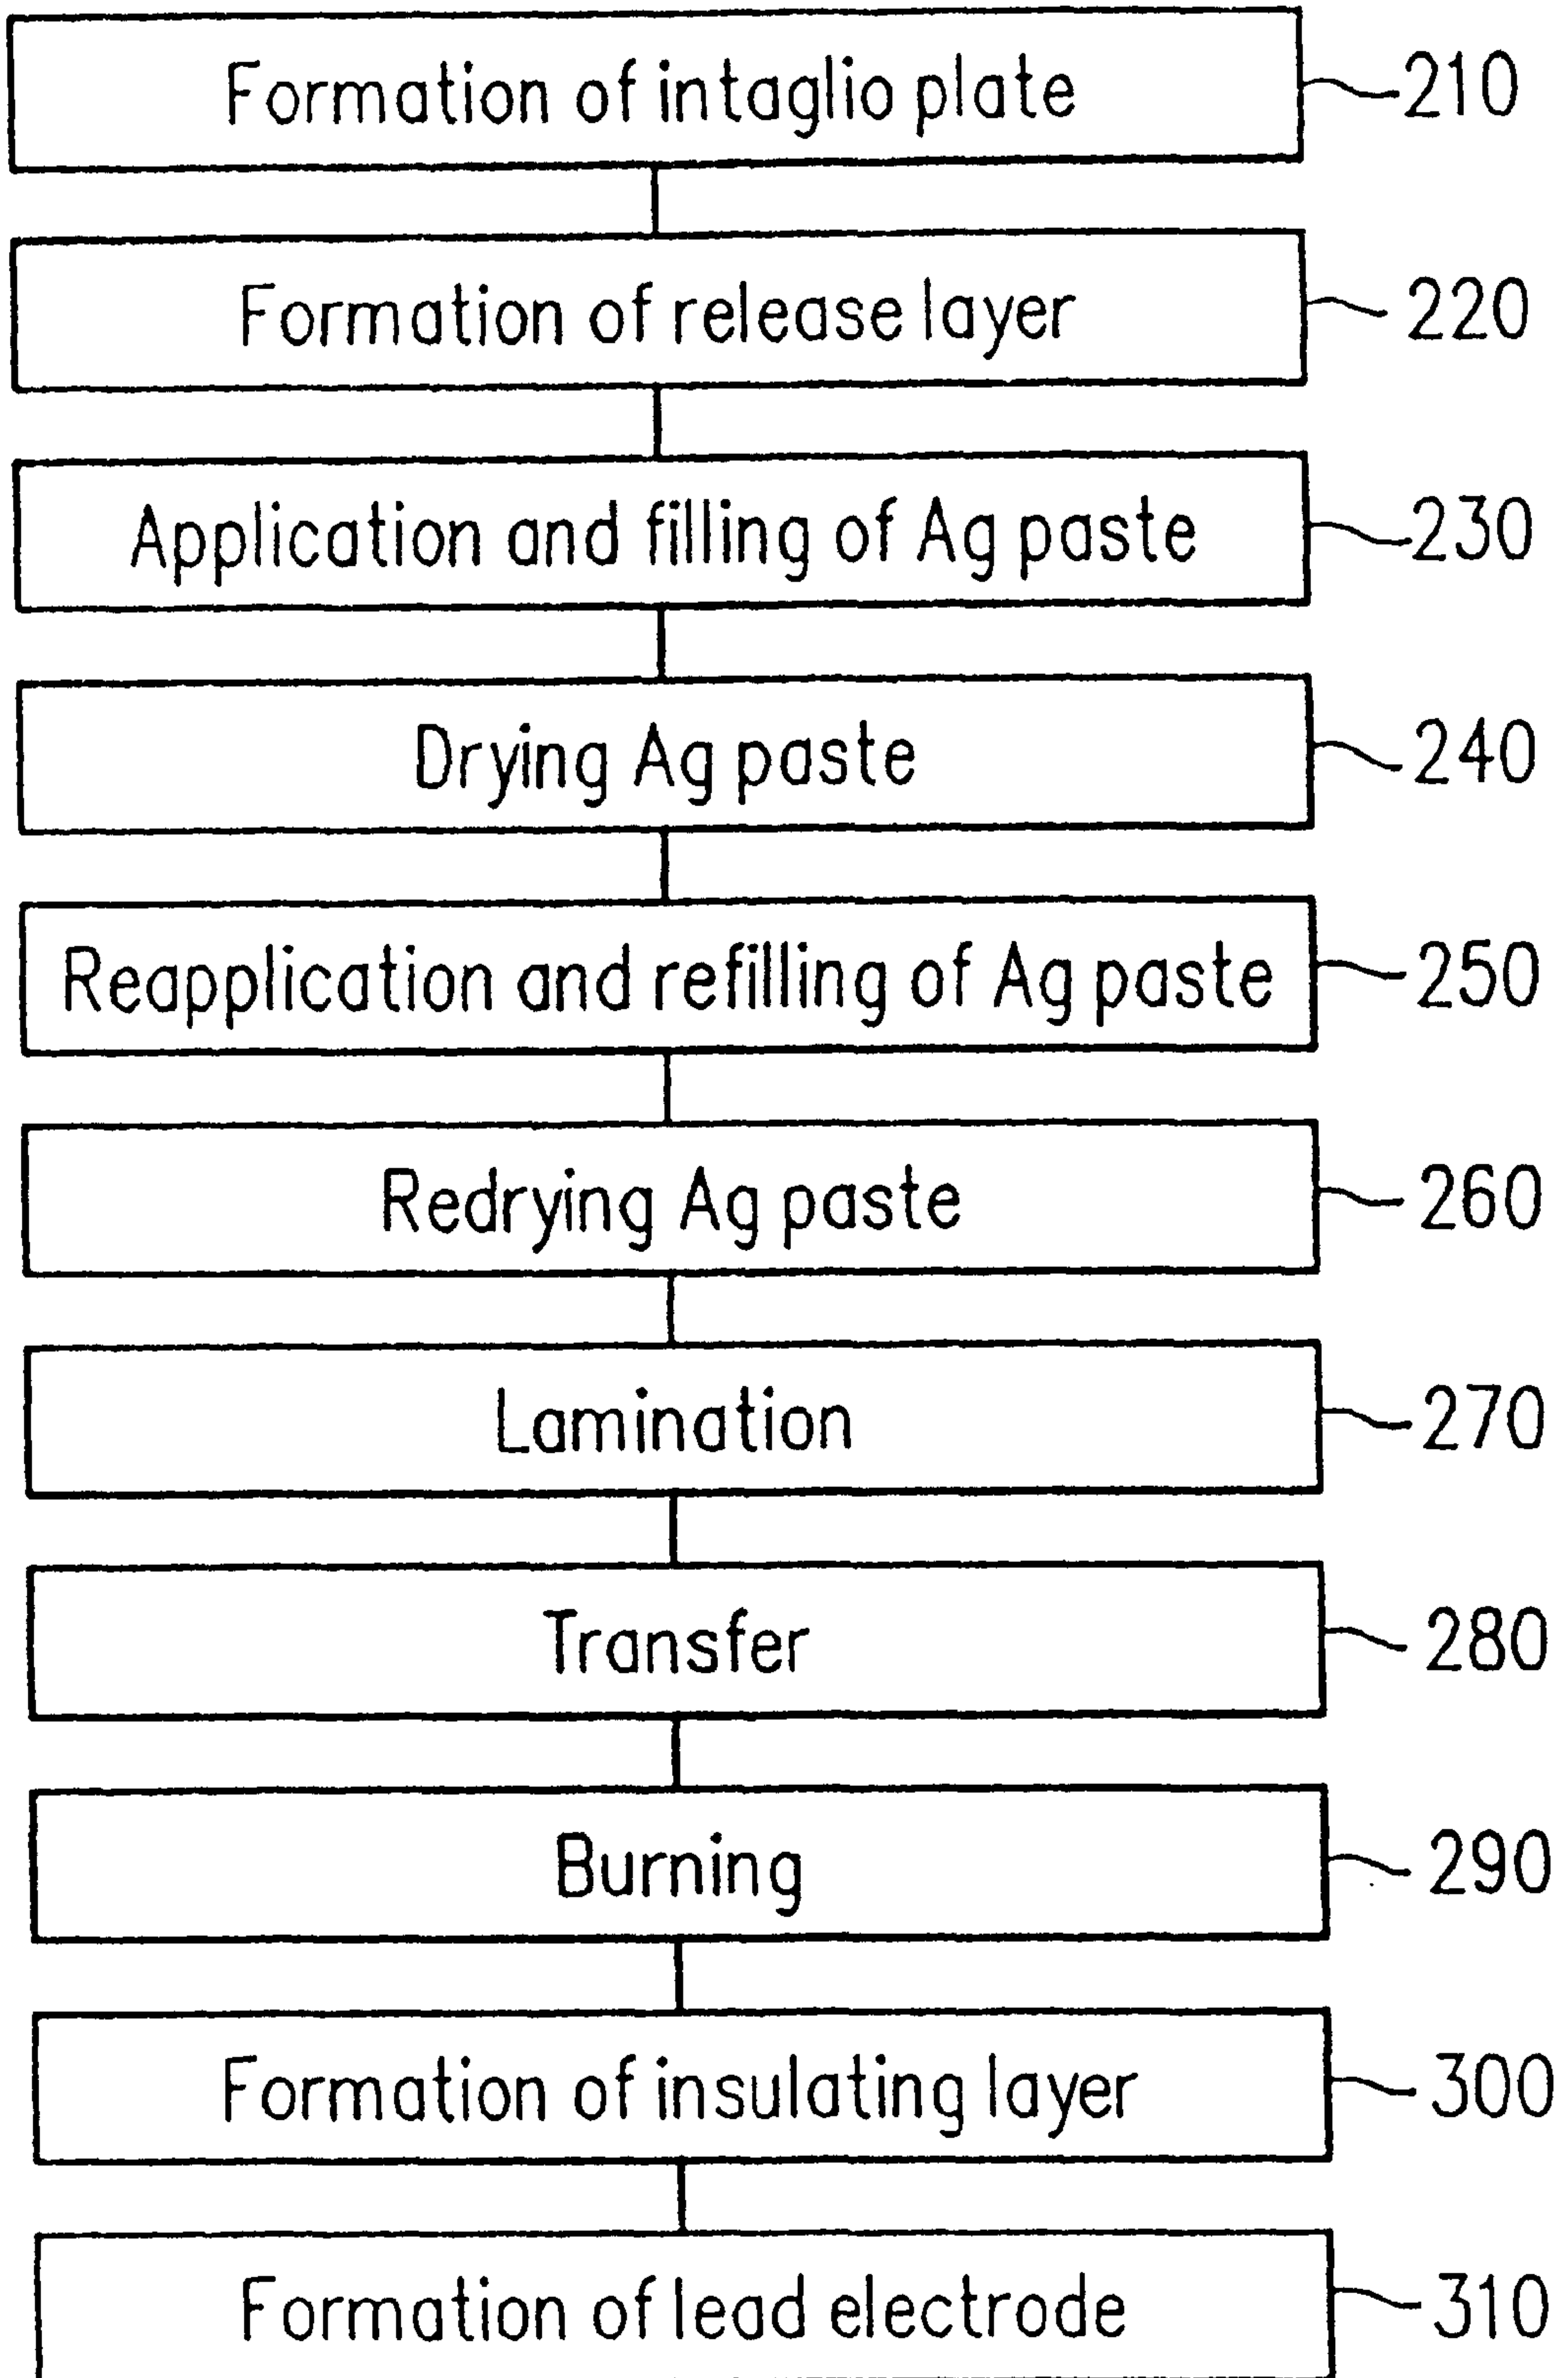 Formation of intaglio plate 210
Formation of release layer 220
Application and filling of Ag paste 230
Drying Ag paste 240
Reapplication and refilling of Ag paste 250
Redrying Ag paste 260
Lamination 270
Transfer 280
Burning 290
Formation of insulating layer 300
Formation of lead electrode 310